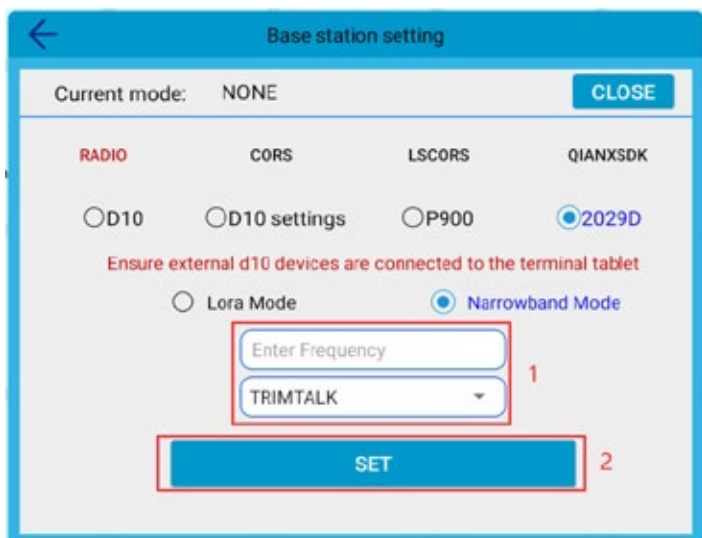 Base station setting
Current mode: NONE CLOSE
RADIO CORS LSCORS QIANXSDK
D10 D10 settings P900 2029D
Ensure external d10 devices are connected to the terminal tablet
Lora Mode Narrowband Mode
Enter Frequency
1
TRIMTALK
SET 2